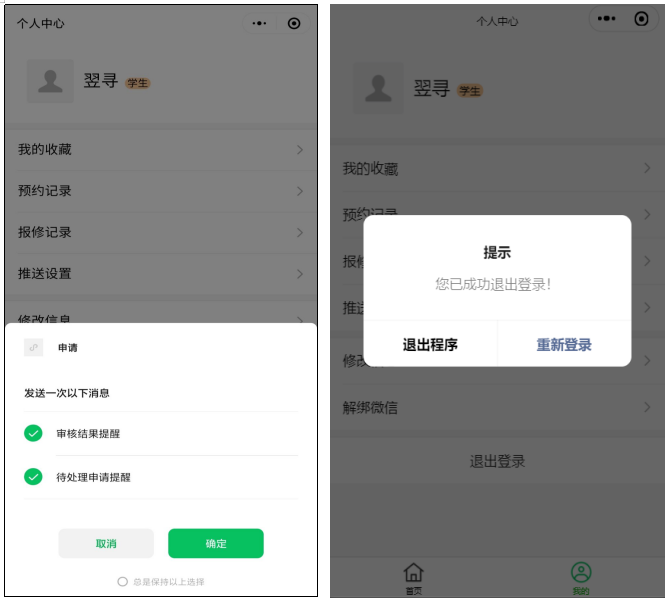 个人中心
翌寻 学生
我的收藏
预约记录
报修记录
推送设置
修改信息
申请
发送一次以下消息
审核结果提醒
待处理申请提醒
取消
确定
总是保持以上选择
个人中心
翌寻 学生
我的收藏
预约记录
报修
推送
提示
您已成功退出登录!
退出程序
重新登录
修改
解绑微信
退出登录
首页
我的